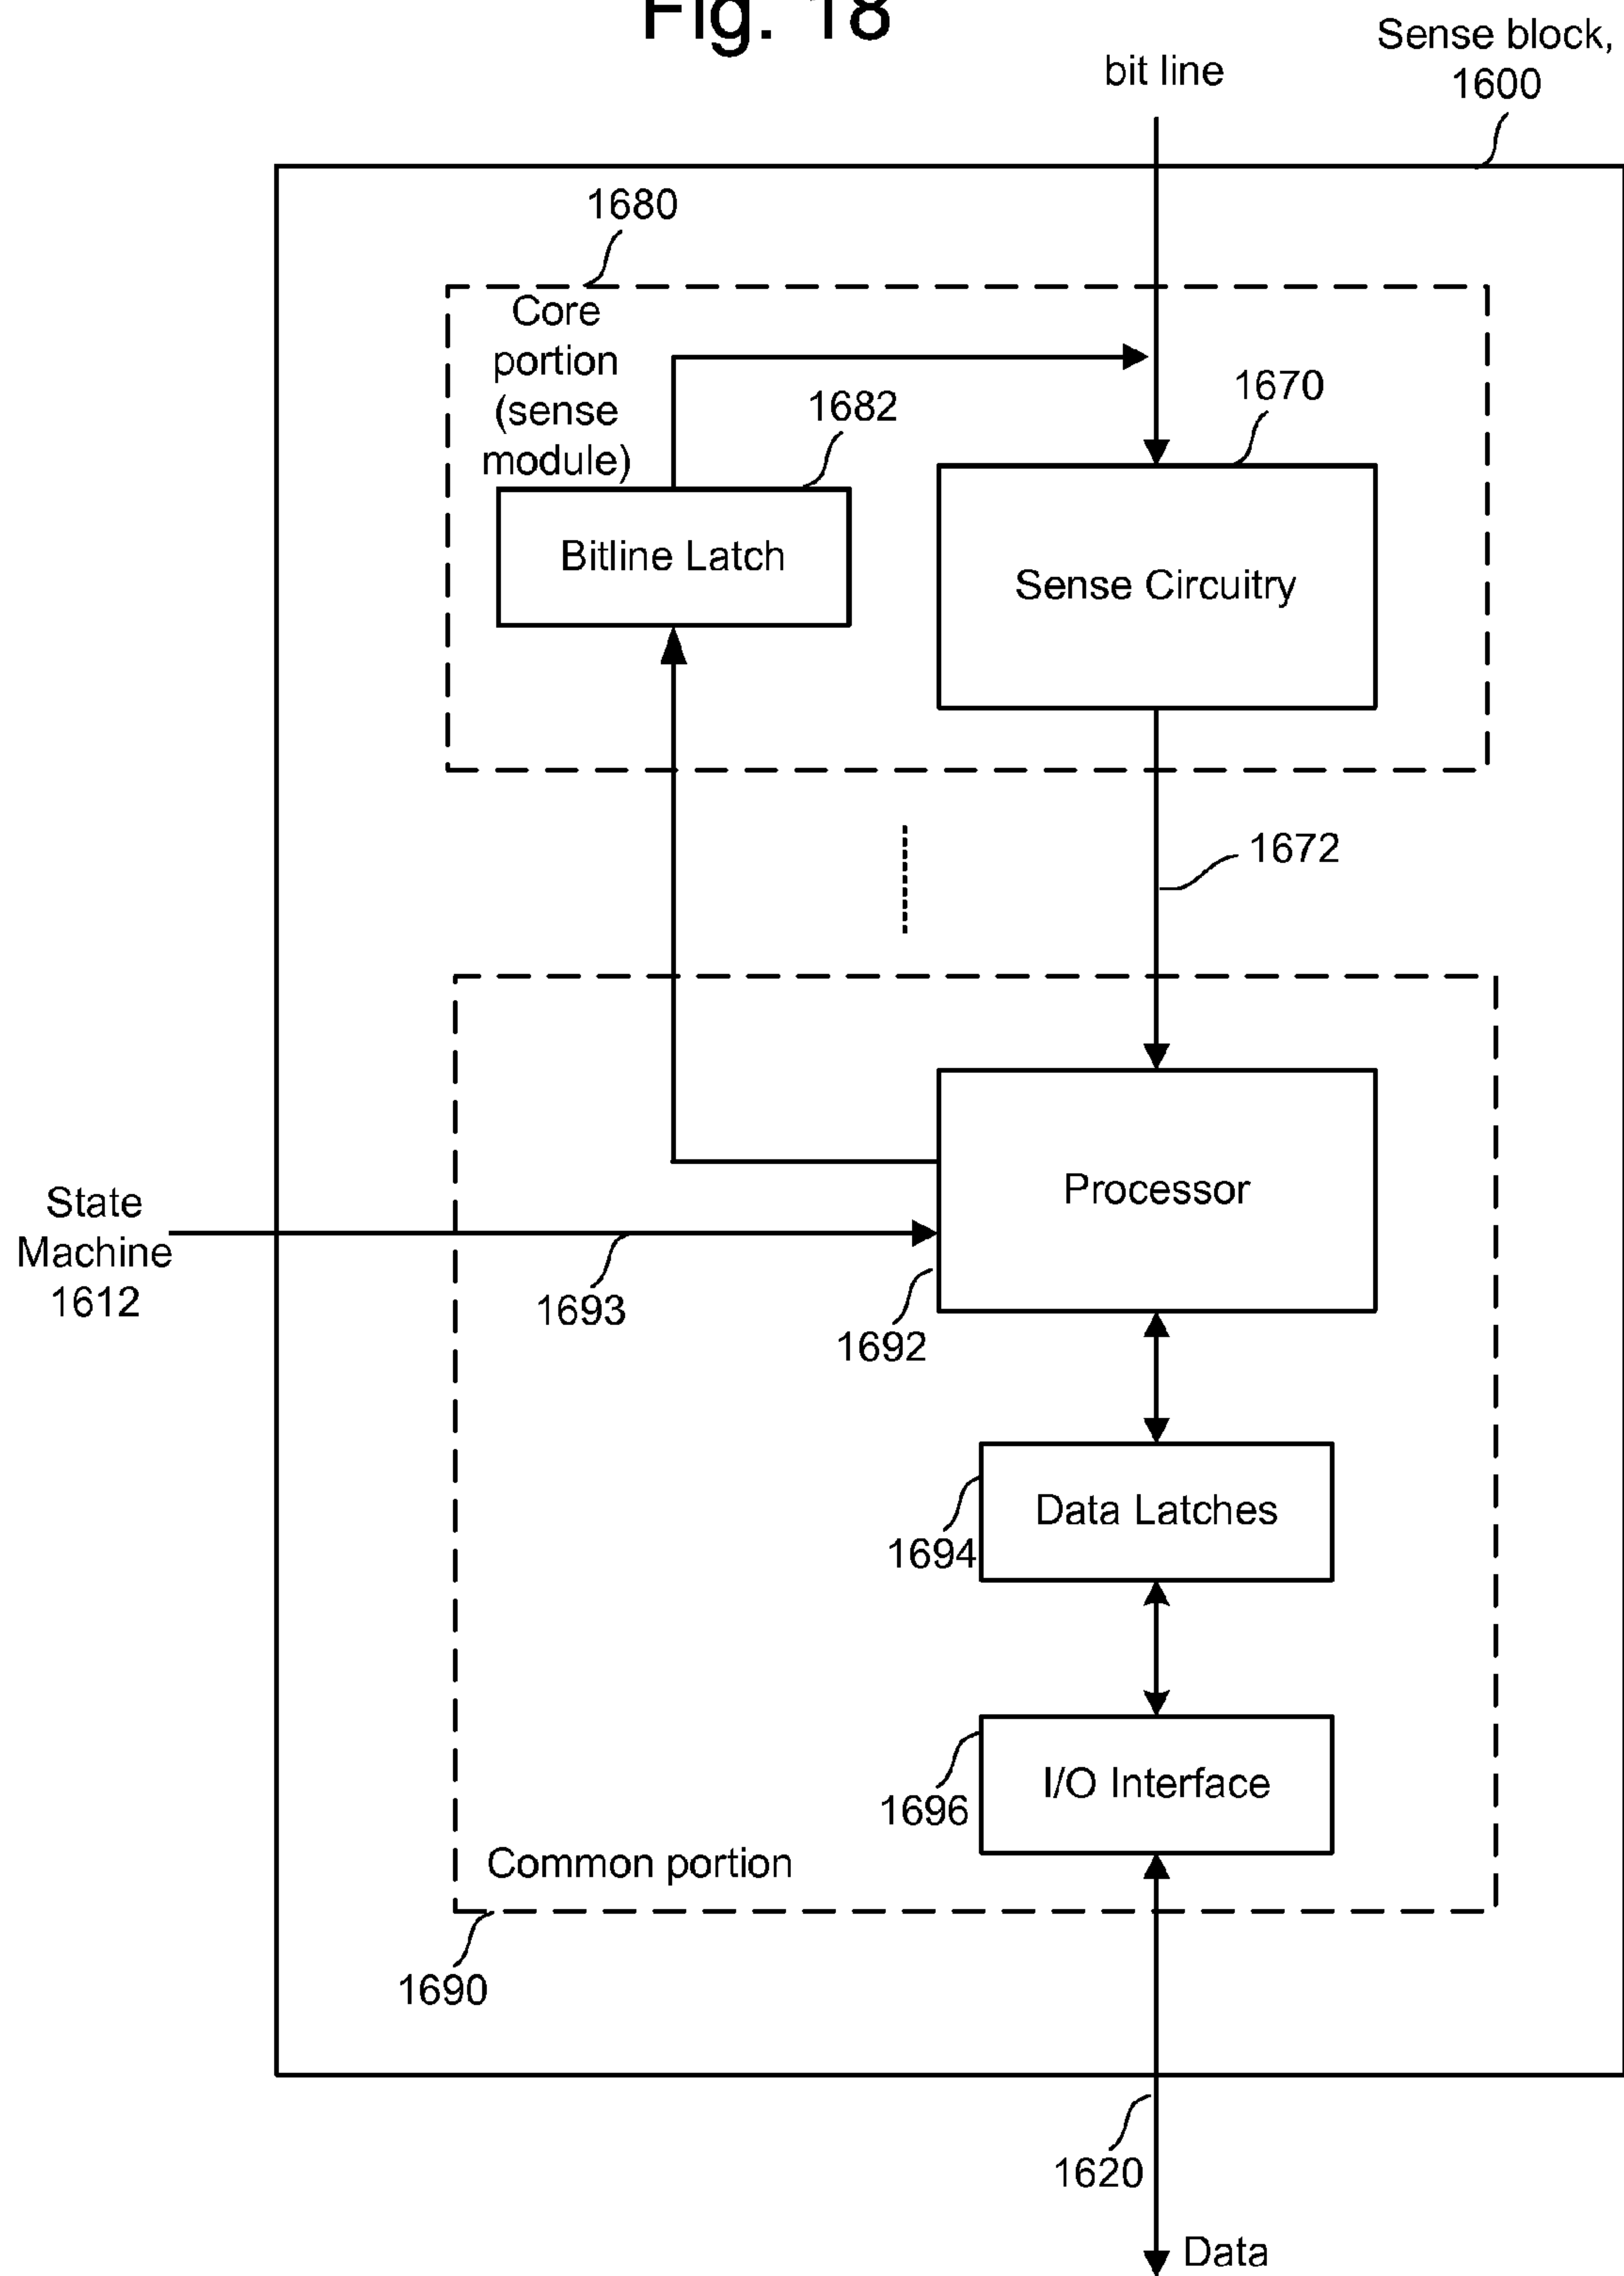 Fig. 18
Sense block,
1600
bit line
1680
Core
portion
(sense
module)
1682
1670
Bitline Latch
Sense Circuitry
1672
Processor
State
Machine
1612
1693
1692
Data Latches
1694
I/O Interface
1696
Common portion
1690
1620
Data